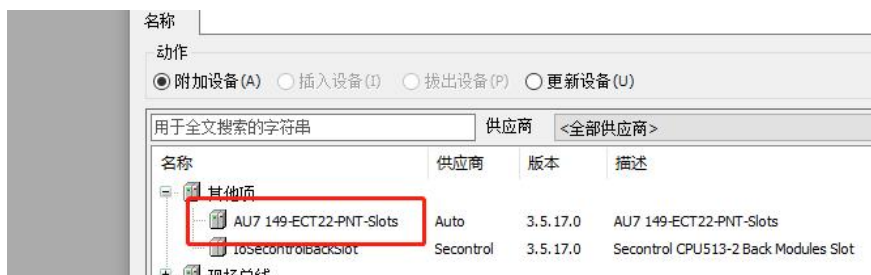 名称
动作
附加设备(A) 插入设备(I) 拔出设备(P) 更新设备(U)
用于全文搜索的字符串 供应商 <全部供应商>
名称 供应商 版本 描述
其他项
AU7 149-ECT22-PNT-Slots Auto 3.5.17.0 AU7 149-ECT22-PNT-Slots
IoSecontrolBackSlot Secontrol 3.5.17.0 Secontrol CPU513-2 Back Modules Slot
现场总线